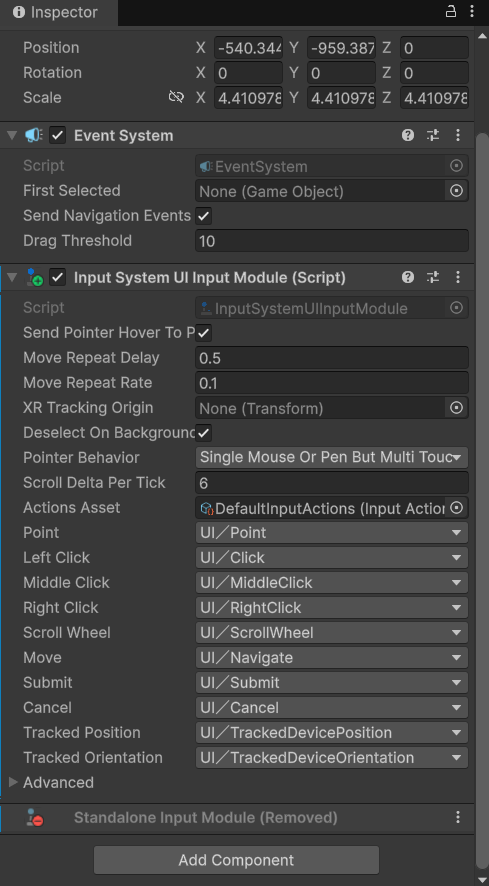 Inspector
Position X -540.344 Y -959.387 Z 0
Rotation X 0 Y 0 Z 0
Scale X 4.410978 Y 4.410978 Z 4.410978
Event System
Script EventSystem
First Selected None (Game Object)
Send Navigation Events
Drag Threshold 10
Input System UI Input Module (Script)
Script InputSystemUIInputModule
Send Pointer Hover To P
Move Repeat Delay 0.5
Move Repeat Rate 0.1
XR Tracking Origin None (Transform)
Deselect On Background
Pointer Behavior Single Mouse Or Pen But Multi Touc
Scroll Delta Per Tick 6
Actions Asset DefaultInputActions (Input Action
Point UI/Point
Left Click UI/Click
Middle Click UI/MiddleClick
Right Click UI/RightClick
Scroll Wheel UI/ScrollWheel
Move UI/Navigate
Submit UI/Submit
Cancel UI/Cancel
Tracked Position UI/TrackedDevicePosition
Tracked Orientation UI/TrackedDeviceOrientation
Advanced
Standalone Input Module (Removed)
Add Component